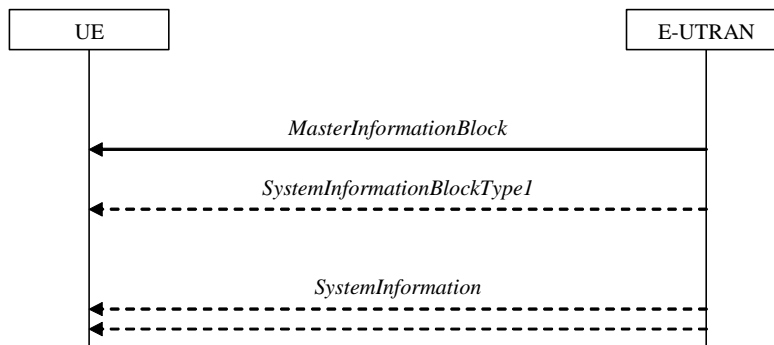 UE
E-UTRAN
MasterInformationBlock
SystemInformationBlockType1
SystemInformation